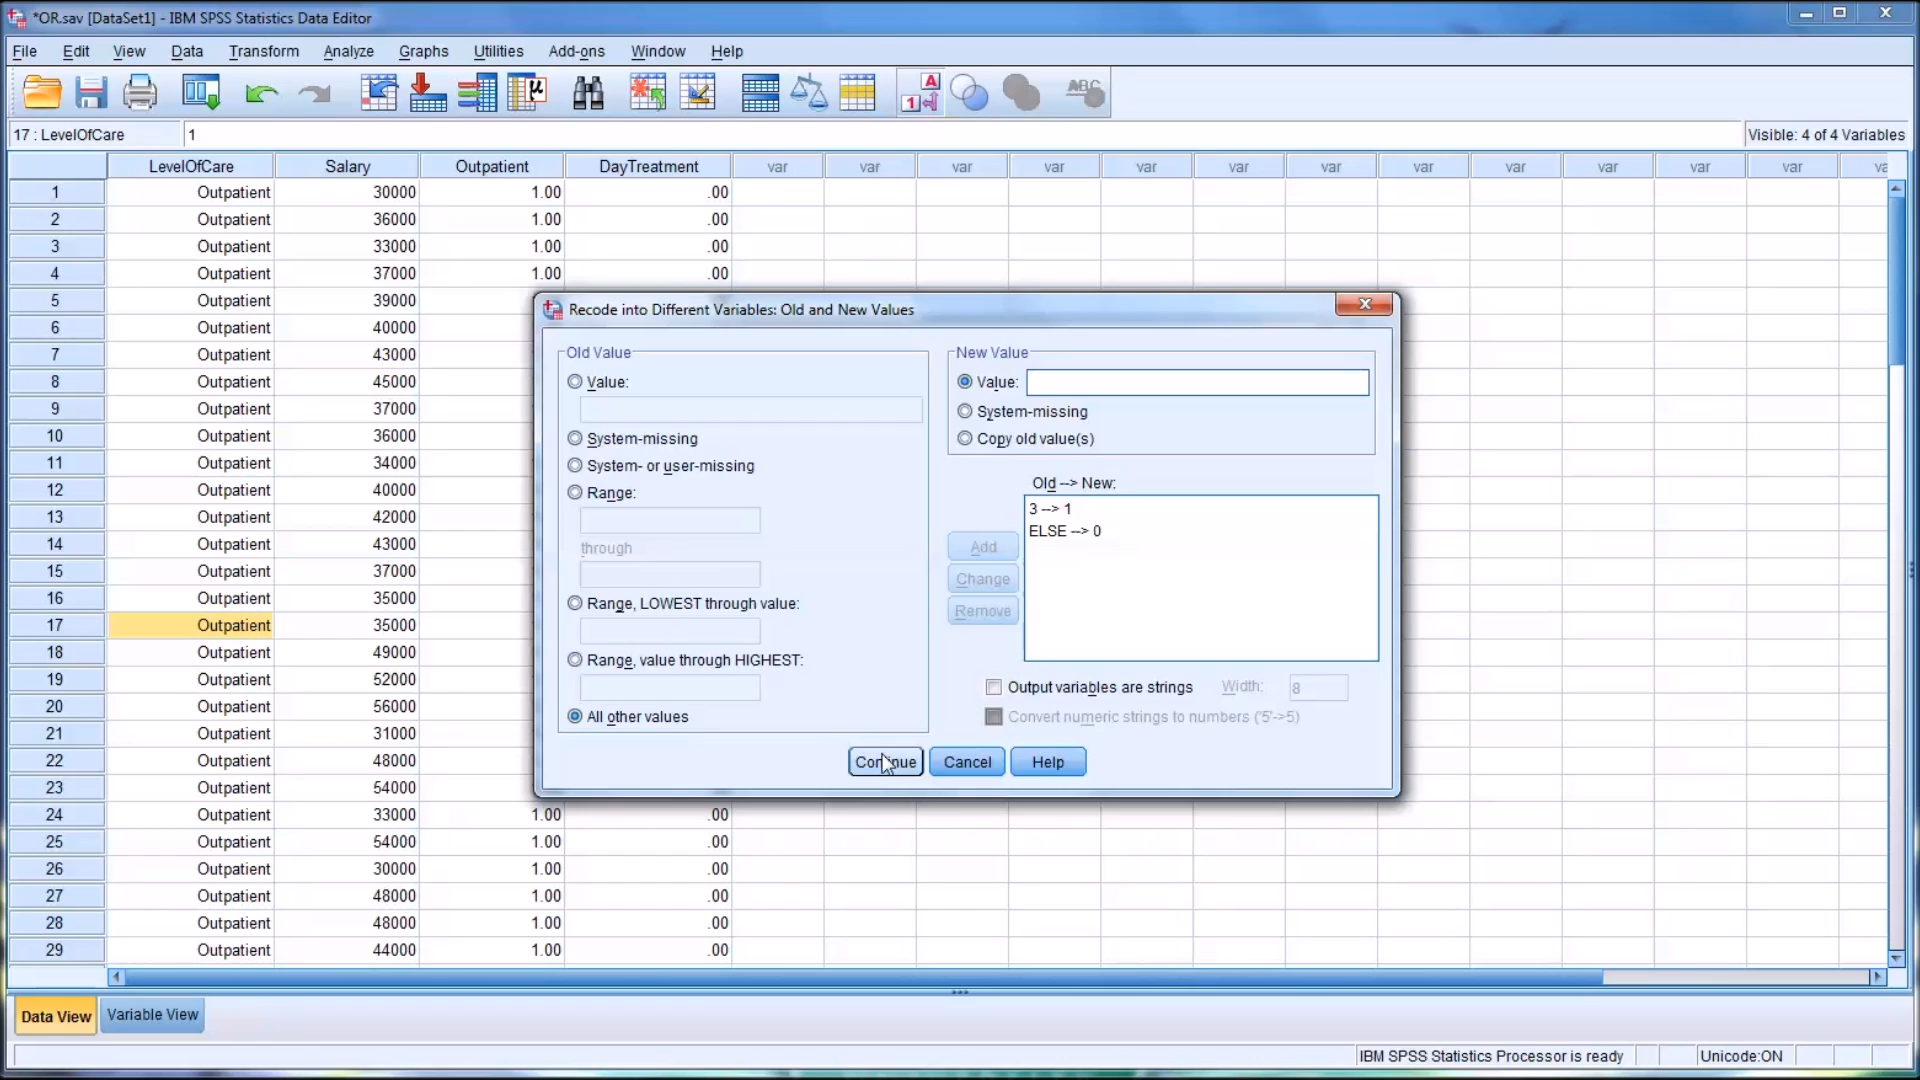 *OR.sav [DataSet1] - IBM SPSS Statistics Data Editor
File Edit View Data Transform Analyze Graphs Utilities Add-ons Window Help
17 : LevelOfCare 1 Visible: 4 of 4 Variables
LevelOfCare Salary Outpatient DayTreatment var var var var var var var var var var var var va
1 Outpatient 30000 1.00 .00
2 Outpatient 36000 1.00 .00
3 Outpatient 33000 1.00 .00
4 Outpatient 37000 1.00 .00
5 Outpatient 39000
6 Outpatient 40000
7 Outpatient 43000
8 Outpatient 45000
9 Outpatient 37000
10 Outpatient 36000
11 Outpatient 34000
12 Outpatient 40000
13 Outpatient 42000
14 Outpatient 43000
15 Outpatient 37000
16 Outpatient 35000
17 Outpatient 35000
18 Outpatient 49000
19 Outpatient 52000
20 Outpatient 56000
21 Outpatient 31000
22 Outpatient 48000
23 Outpatient 54000
24 Outpatient 33000 1.00 .00
25 Outpatient 54000 1.00 .00
26 Outpatient 30000 1.00 .00
27 Outpatient 48000 1.00 .00
28 Outpatient 48000 1.00 .00
29 Outpatient 44000 1.00 .00
Recode into Different Variables: Old and New Values
Old Value
Value:
System-missing
System- or user-missing
Range:
through
Range, LOWEST through value:
Range, value through HIGHEST:
All other values
New Value
Value:
System-missing
Copy old value(s)
Old --> New:
3 --> 1
ELSE --> 0
Add
Change
Remove
Output variables are strings Width: 8
Convert numeric strings to numbers ('5'->5)
Continue Cancel Help
Data View Variable View
IBM SPSS Statistics Processor is ready Unicode:ON